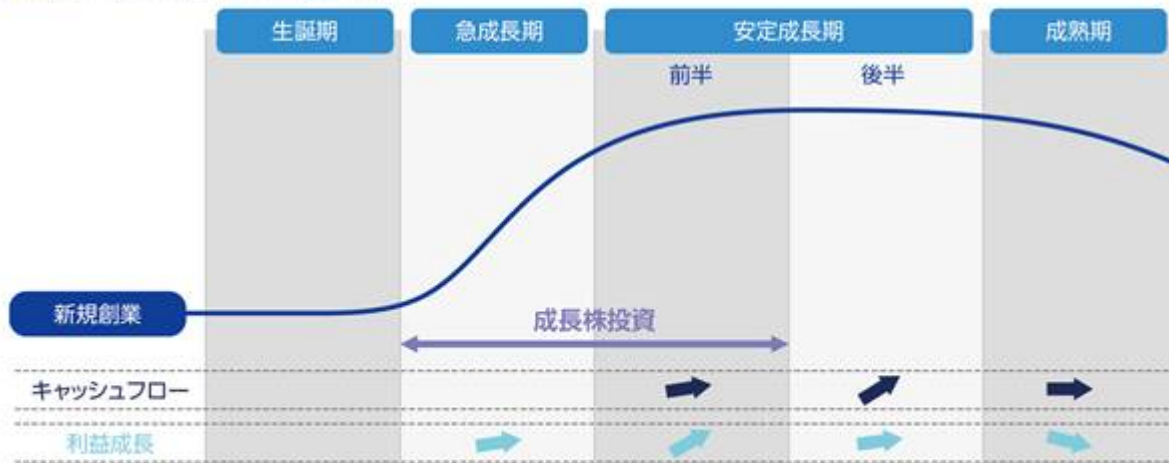 生誕期 急成長期 安定成長期 成熟期
前半 後半
新規創業
成長株投資
キャッシュフロー
利益成長